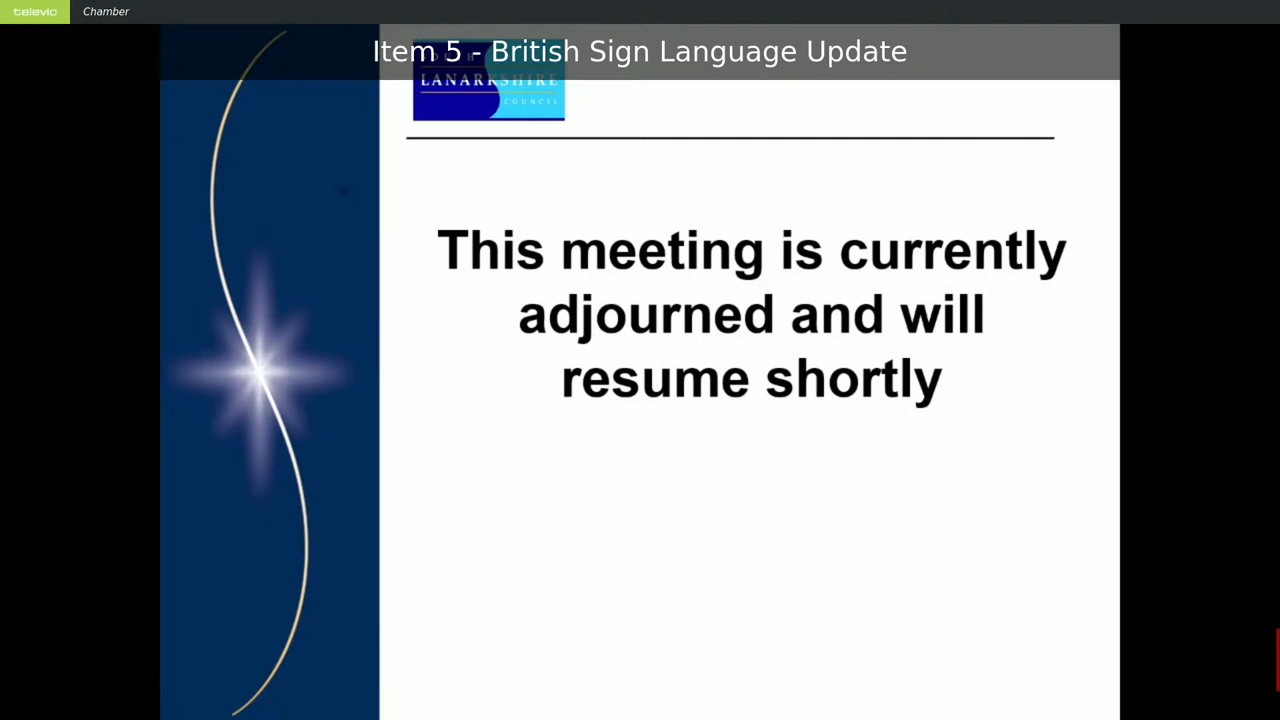 televic
Chamber
Item 5 - British Sign Language Update
LANARKSHIRE
COUNCIL
This meeting is currently
adjourned and will
resume shortly